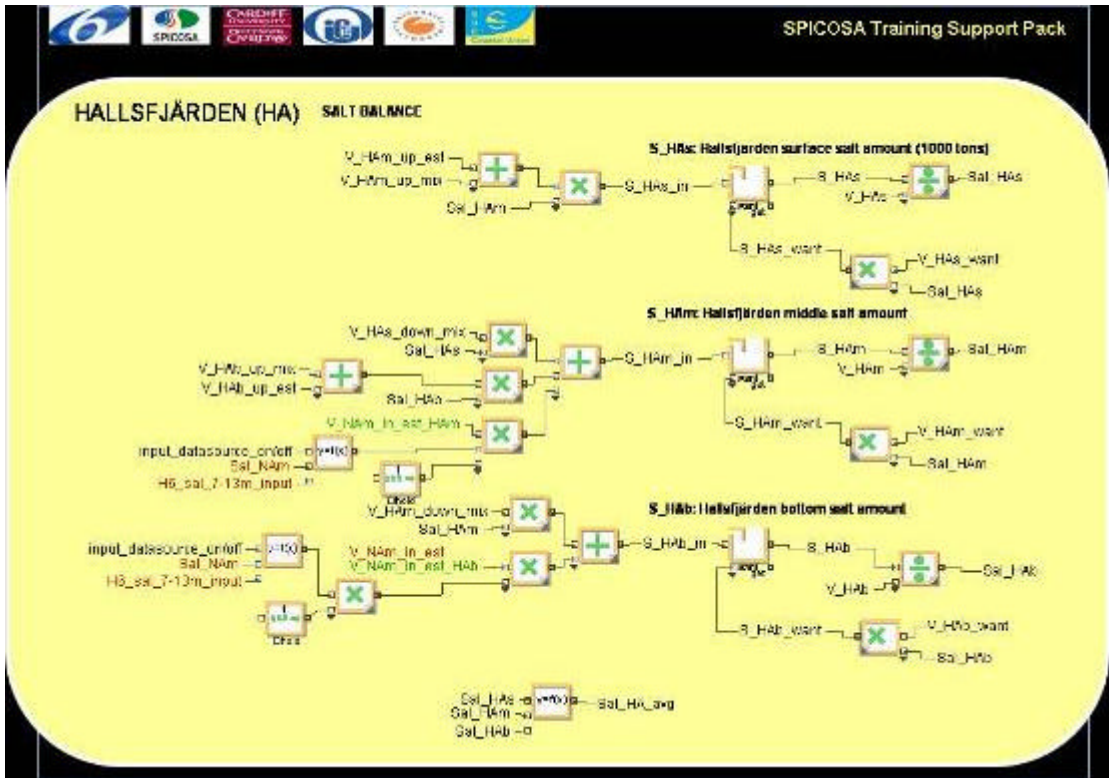 SPICOSA
CARDIFF
UNIVERSITY
SPICOSA Training Support Pack
HALLSFJÄRDEN (HA) SALT BALANCE
S_HAs: Hallsfjärden surface salt amount (1000 tons)
V_HAm_up_est
V_HAm_up_mix
Sal_HAm
S_HAs_in
S_HAs
V_HAs
Sal_HAs
S_HAs_want
V_HAs_want
Sal_HAs
S_HAm: Hallsfjärden middle salt amount
V_HAs_down_mix
Sal_HAs
V_HAb_up_mix
V_HAb_up_est
Sal_HAb
S_HAm_in
S_HAm
V_HAm
Sal_HAm
V_NAm_in_est_HAm
S_HAm_want
V_HAm_want
Sal_HAm
input_datasource_on/off
y=f(x)
Sal_NAm
H6_sal_7-13m_input
V_HAm_down_mix
Sal_HAm
S_HAb: Hallsfjärden bottom salt amount
input_datasource_on/off
y=f(x)
Sal_NAm
H6_sal_7-13m_input
V_NAm_in_est
V_NAm_in_est_HAb
S_HAb_in
S_HAb
V_HAb
Sal_HAb
S_HAb_want
V_HAb_want
Sal_HAb
Sal_HAs
Sal_HAm
Sal_HAb
y=f(x)
Sal_HA_avg